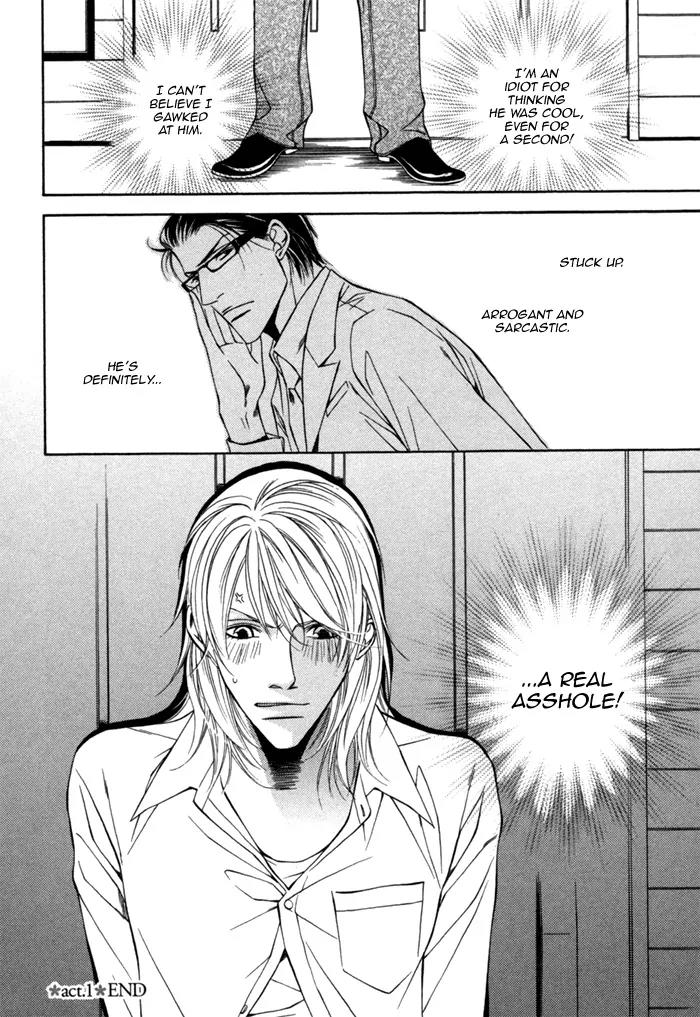 I'M AN
IDIOT FOR
THINKING
HE WAS COOL,
EVEN FOR
A SECOND!
I CAN'T
BELIEVE I
GAWKED
AT HIM.
STUCK UP.
ARROGANT AND
SARCASTIC.
HE'S
DEFINITELY...
...A REAL
ASSHOLE!
*act.1*END